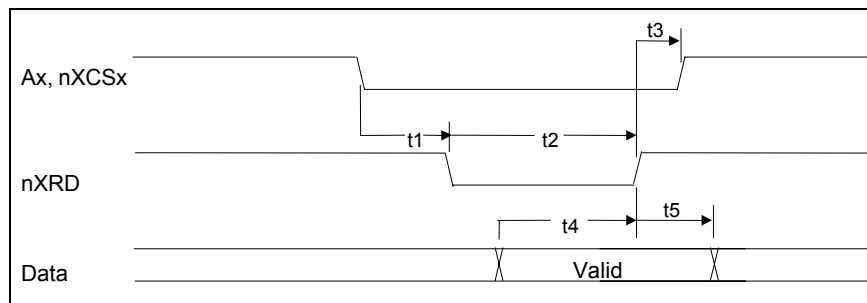 t3
Ax, nXCSx
t1 t2
nXRD
t4 t5
Data Valid